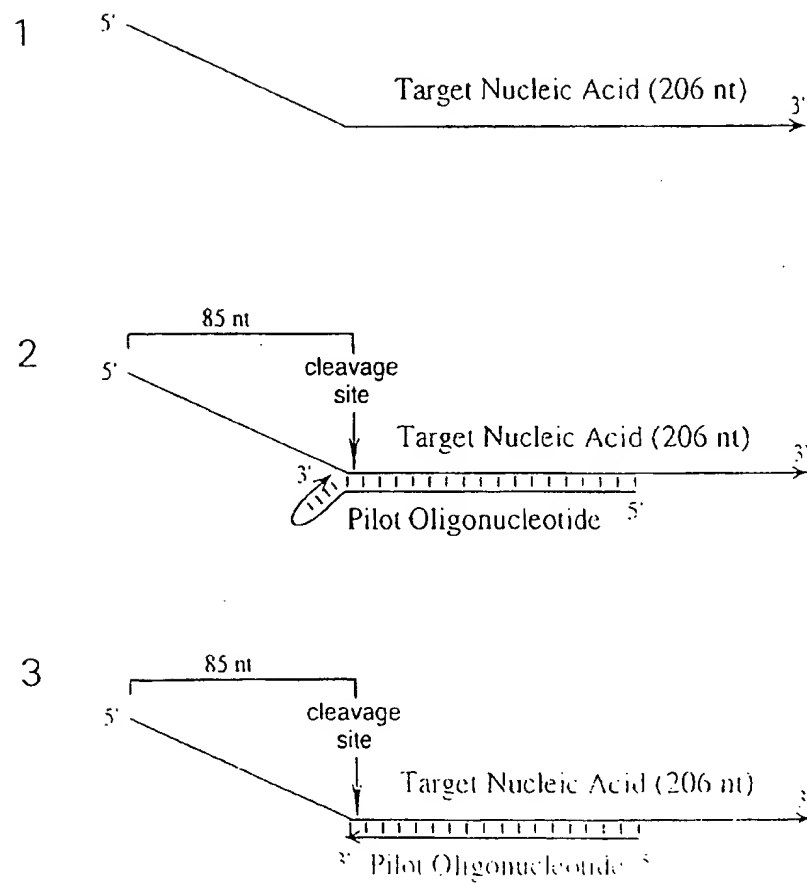 1
5'
Target Nucleic Acid (206 nt)
3'
85 nt
2
5'
cleavage
site
Target Nucleic Acid (206 nt)
3'
3'
Pilot Oligonucleotide 5'
85 nt
3
5'
cleavage
site
Target Nucleic Acid (206 nt)
3'
3' Pilot Oligonucleotide 5'